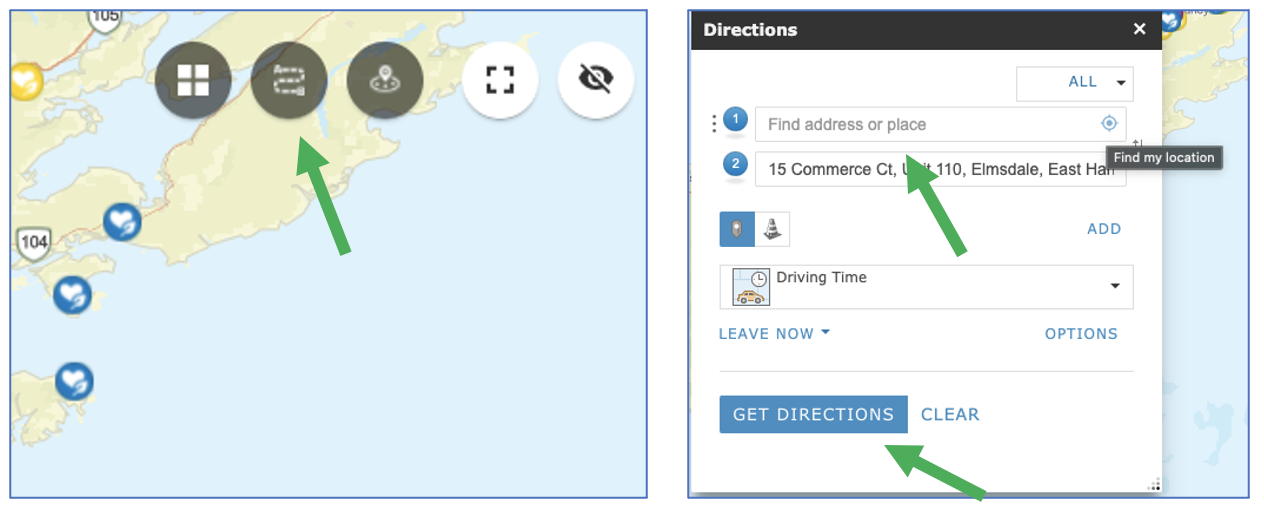 105
104
Directions
ALL
1
Find address or place
Find my location
2
15 Commerce Ct, Unit 110, Elmsdale, East Han
ADD
Driving Time
LEAVE NOW
OPTIONS
GET DIRECTIONS
CLEAR